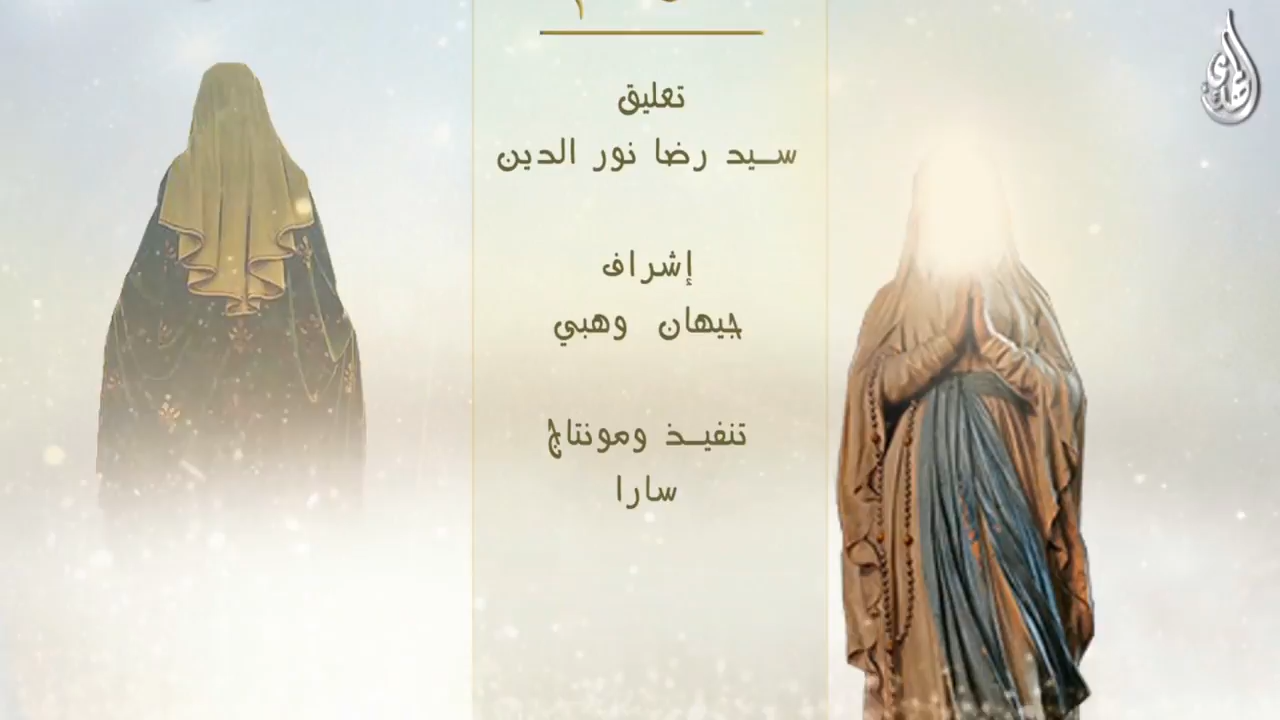 تعليق
سيد رضا نور الدين
إشراف
جيهان وهبي
تنفيذ ومونتاج
سارا